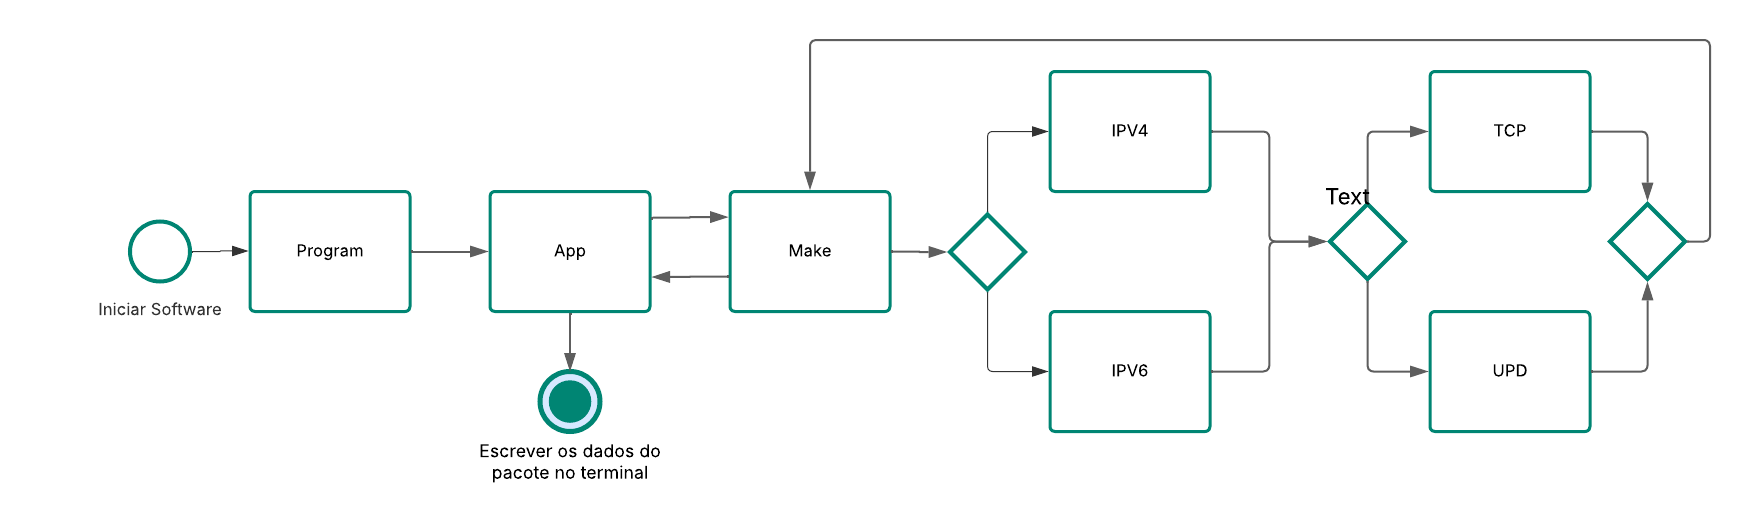 Iniciar Software
Program
App
Escrever os dados do
pacote no terminal
Make
IPV4
IPV6
Text
TCP
UPD